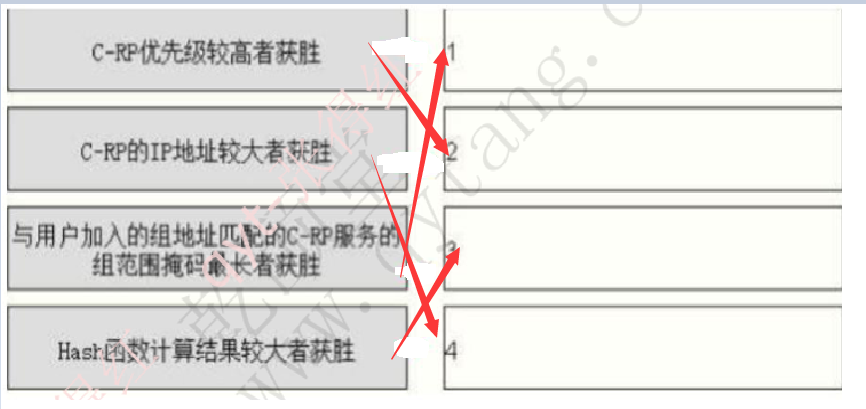 C-RP优先级较高者获胜
1
C-RP的IP地址较大者获胜
2
与用户加入的组地址匹配的C-RP服务的
组范围掩码最长者获胜
3
Hash函数计算结果较大者获胜
4